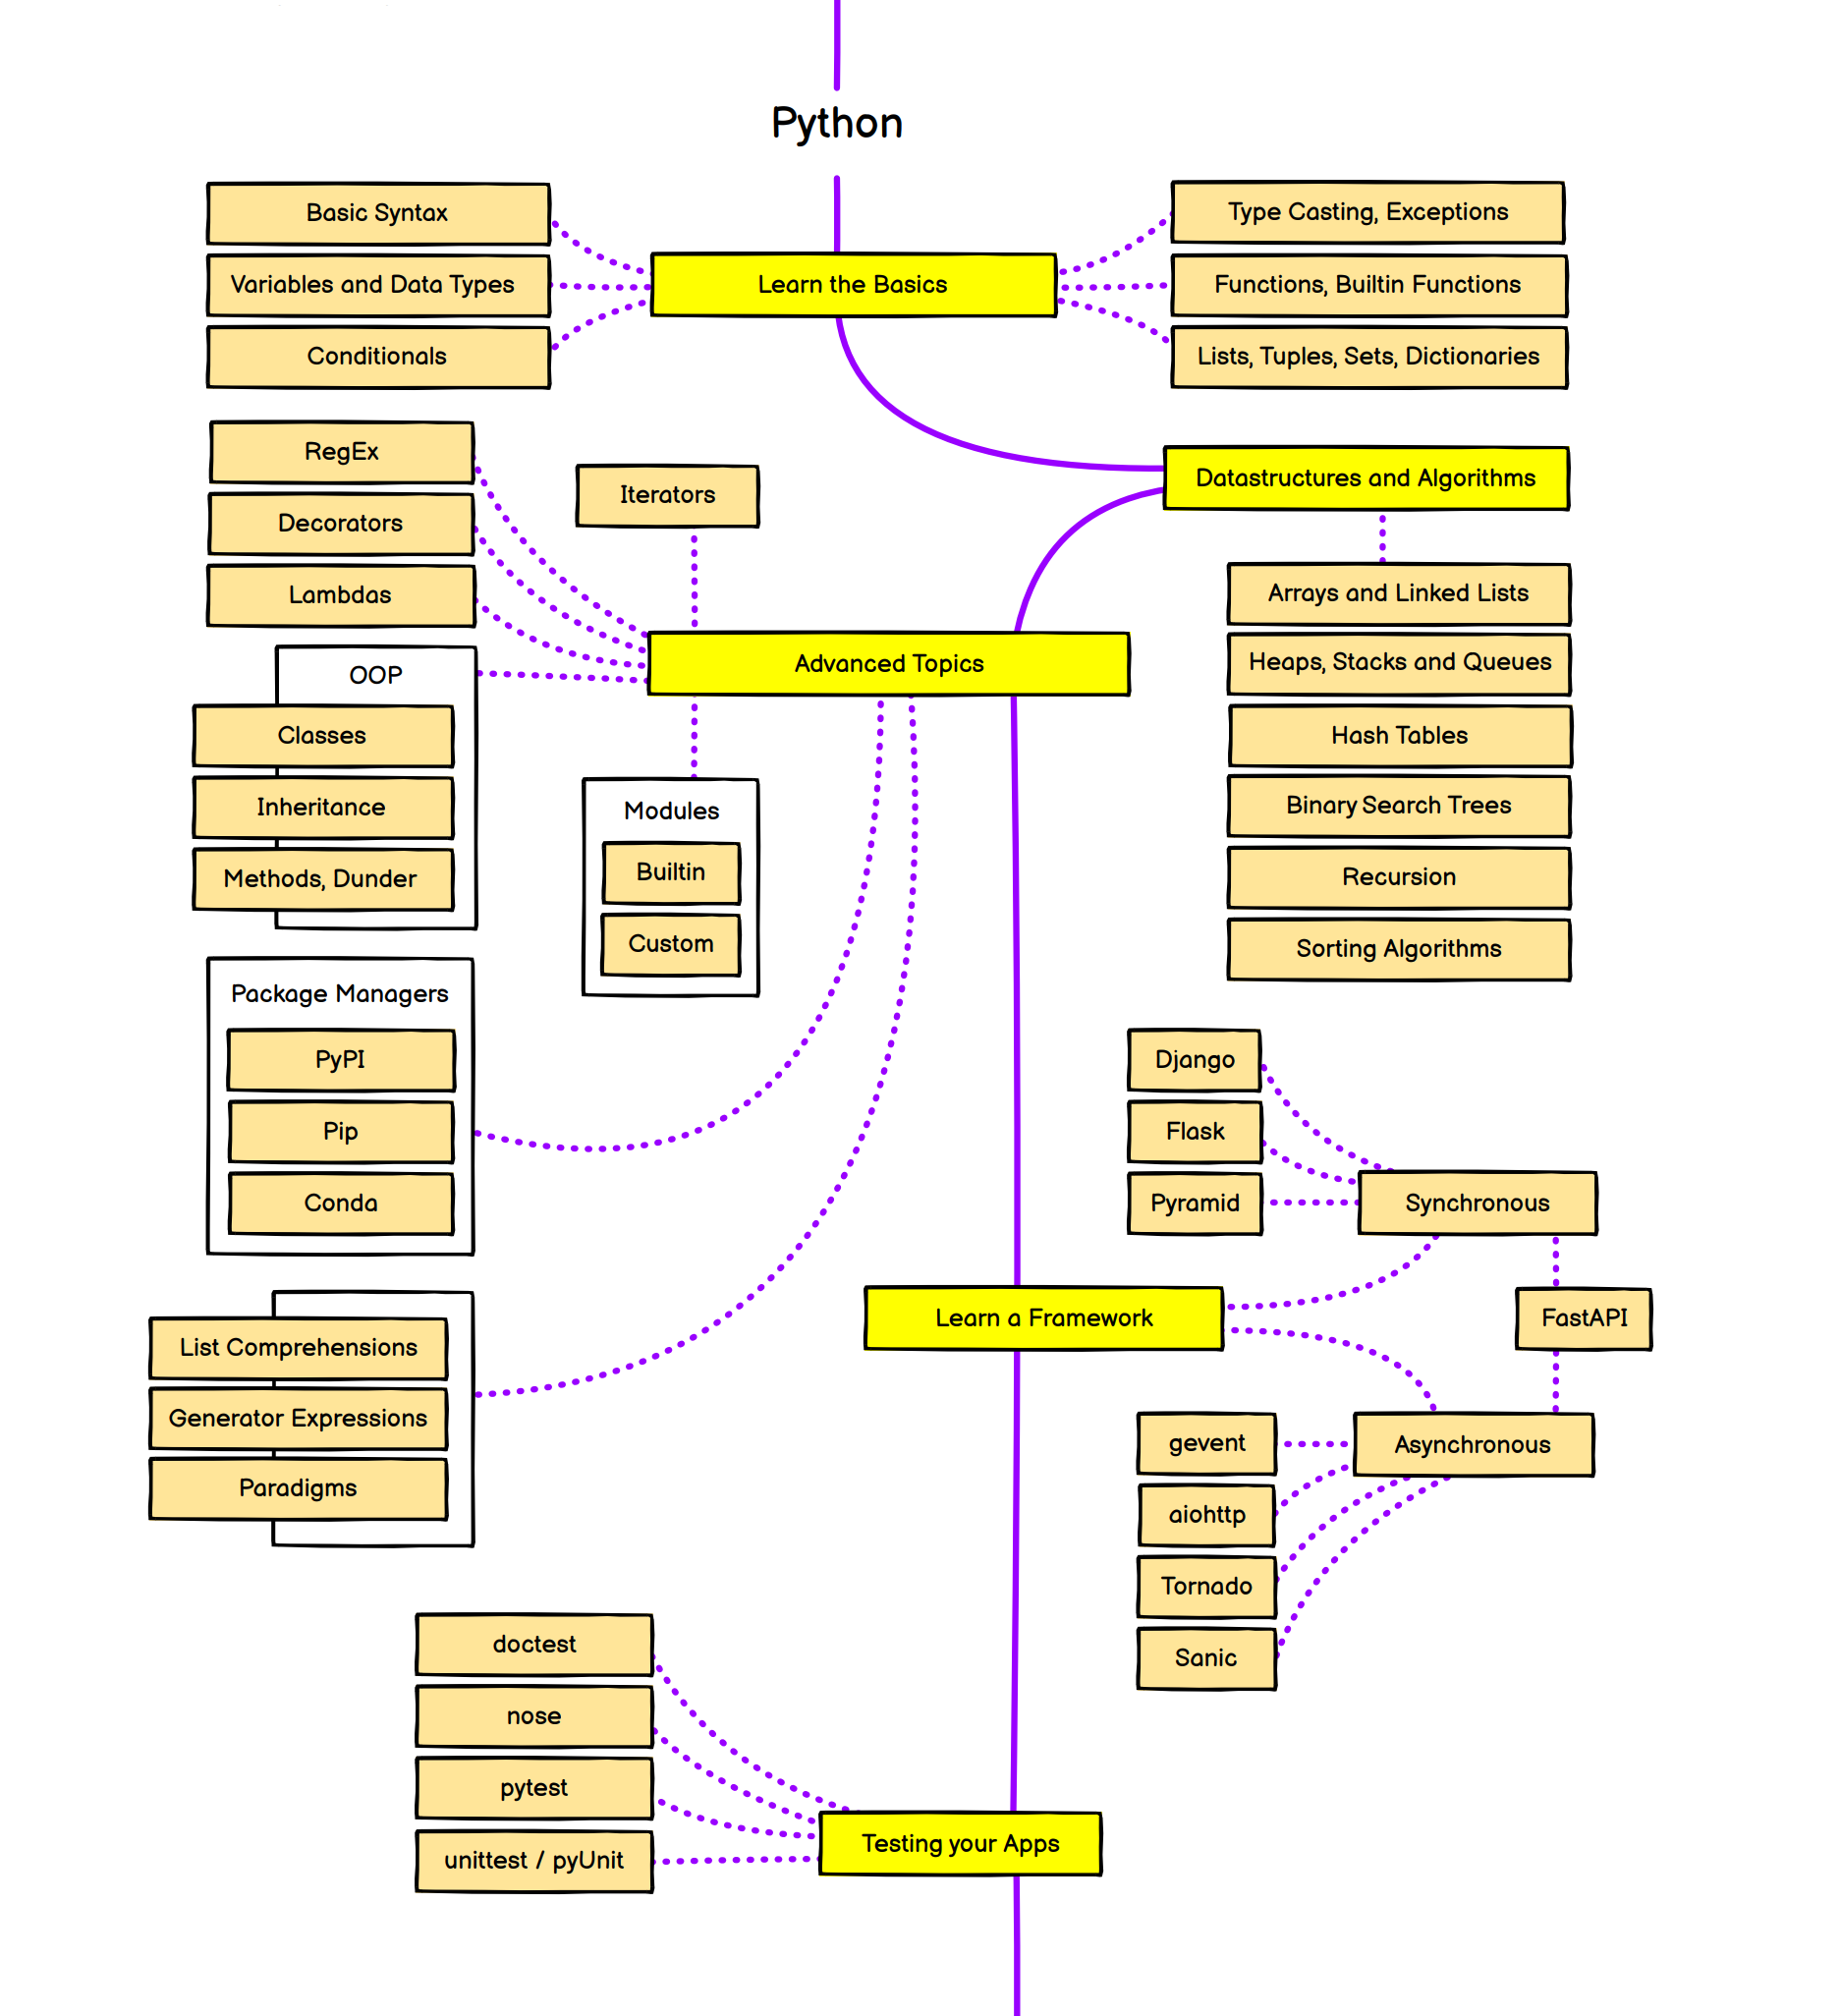 Python
Basic Syntax
Variables and Data Types
Conditionals
Learn the Basics
Type Casting, Exceptions
Functions, Builtin Functions
Lists, Tuples, Sets, Dictionaries
Datastructures and Algorithms
Arrays and Linked Lists
Heaps, Stacks and Queues
Hash Tables
Binary Search Trees
Recursion
Sorting Algorithms
RegEx
Decorators
Lambdas
Iterators
Advanced Topics
OOP
Classes
Inheritance
Methods, Dunder
Modules
Builtin
Custom
Package Managers
PyPI
Pip
Conda
List Comprehensions
Generator Expressions
Paradigms
Learn a Framework
Django
Flask
Pyramid
Synchronous
FastAPI
Asynchronous
gevent
aiohttp
Tornado
Sanic
doctest
nose
pytest
unittest / pyUnit
Testing your Apps